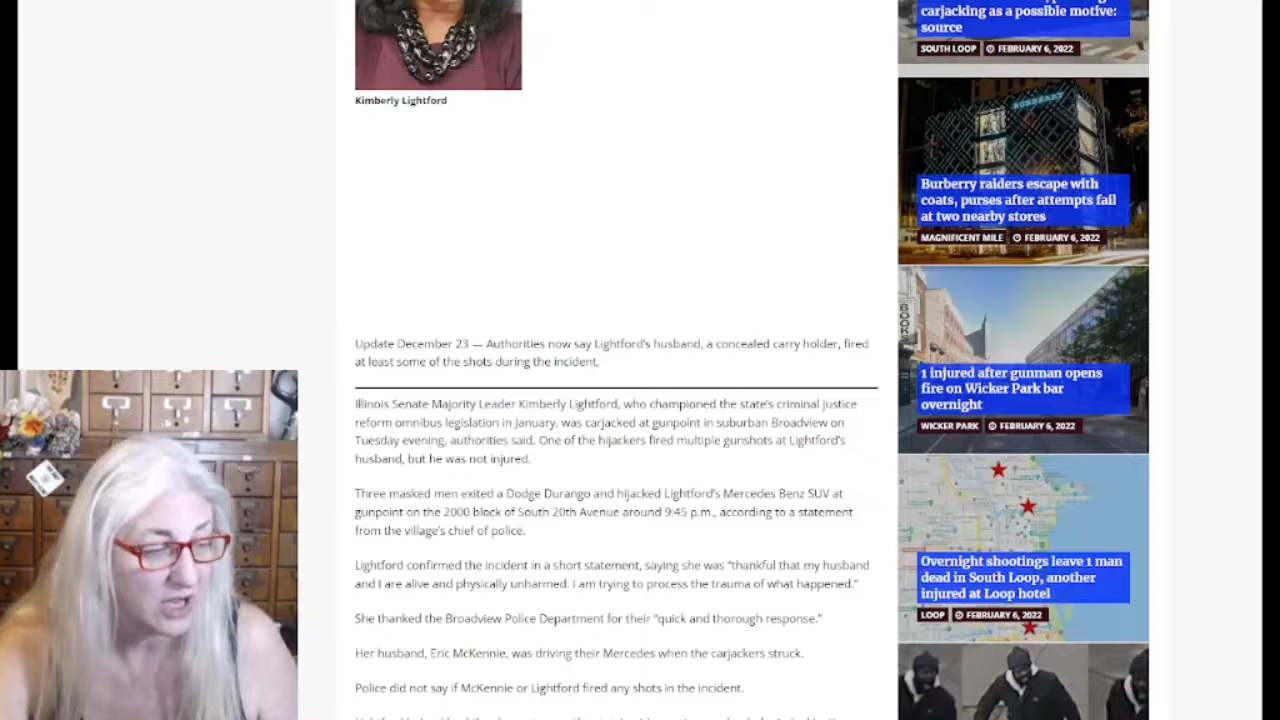 Kimberly Lightford
Update December 23 — Authorities now say Lightford's husband, a concealed carry holder, fired
at least some of the shots during the incident.
Illinois Senate Majority Leader Kimberly Lightford, who championed the state's criminal justice
reform omnibus legislation in January, was carjacked at gunpoint in suburban Broadview on
Tuesday evening, authorities said. One of the hijackers fired multiple gunshots at Lightford's
husband, but he was not injured.
Three masked men exited a Dodge Durango and hijacked Lightford's Mercedes Benz SUV at
gunpoint on the 2000 block of South 20th Avenue around 9:45 p.m., according to a statement
from the village's chief of police.
Lightford confirmed the incident in a short statement, saying she was "thankful that my husband
and I are alive and physically unharmed. I am trying to process the trauma of what happened."
She thanked the Broadview Police Department for their "quick and thorough response."
Her husband, Eric McKennie, was driving their Mercedes when the carjackers struck.
Police did not say if McKennie or Lightford fired any shots in the incident.
carjacking as a possible motive:
source
SOUTH LOOP FEBRUARY 6, 2022
BURBERRY
Burberry raiders escape with
coats, purses after attempts fail
at two nearby stores
MAGNIFICENT MILE FEBRUARY 6, 2022
BOOKS
1 injured after gunman opens
fire on Wicker Park bar
overnight
WICKER PARK FEBRUARY 6, 2022
Overnight shootings leave 1 man
dead in South Loop, another
injured at Loop hotel
LOOP FEBRUARY 6, 2022